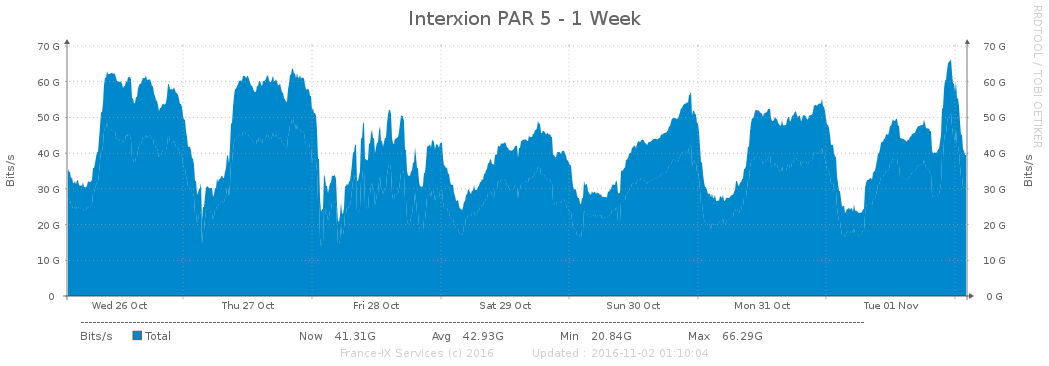 Interxion PAR 5 - 1 Week
RRDTOOL / TOBI OETIKER
Bits/s
70 G
60 G
50 G
40 G
30 G
20 G
10 G
0
70 G
60 G
50 G
40 G
30 G
20 G
10 G
0 G
Bits/s
Wed 26 Oct Thu 27 Oct Fri 28 Oct Sat 29 Oct Sun 30 Oct Mon 31 Oct Tue 01 Nov
Bits/s Total Now 41.31G Avg 42.93G Min 20.84G Max 66.29G
France-IX Services (c) 2016 Updated : 2016-11-02 01:10:04